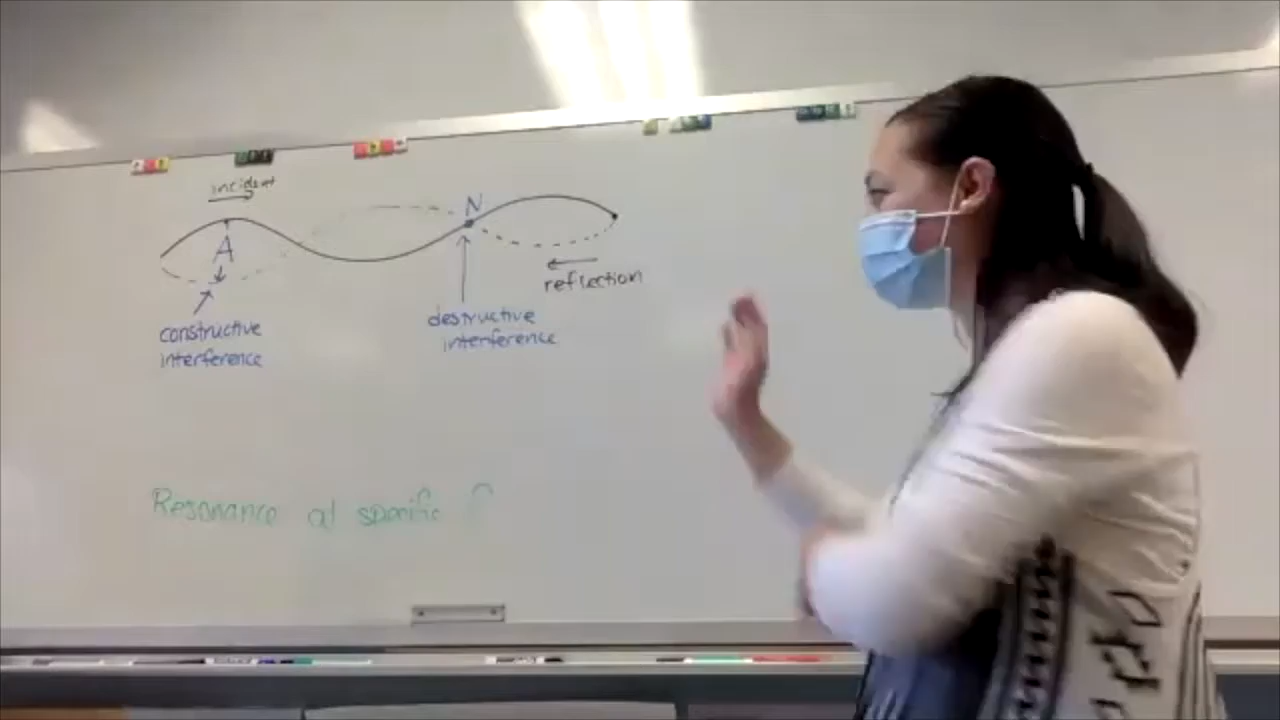 incident
N
A
reflection
constructive
interference
destructive
interference
Resonance at specific f